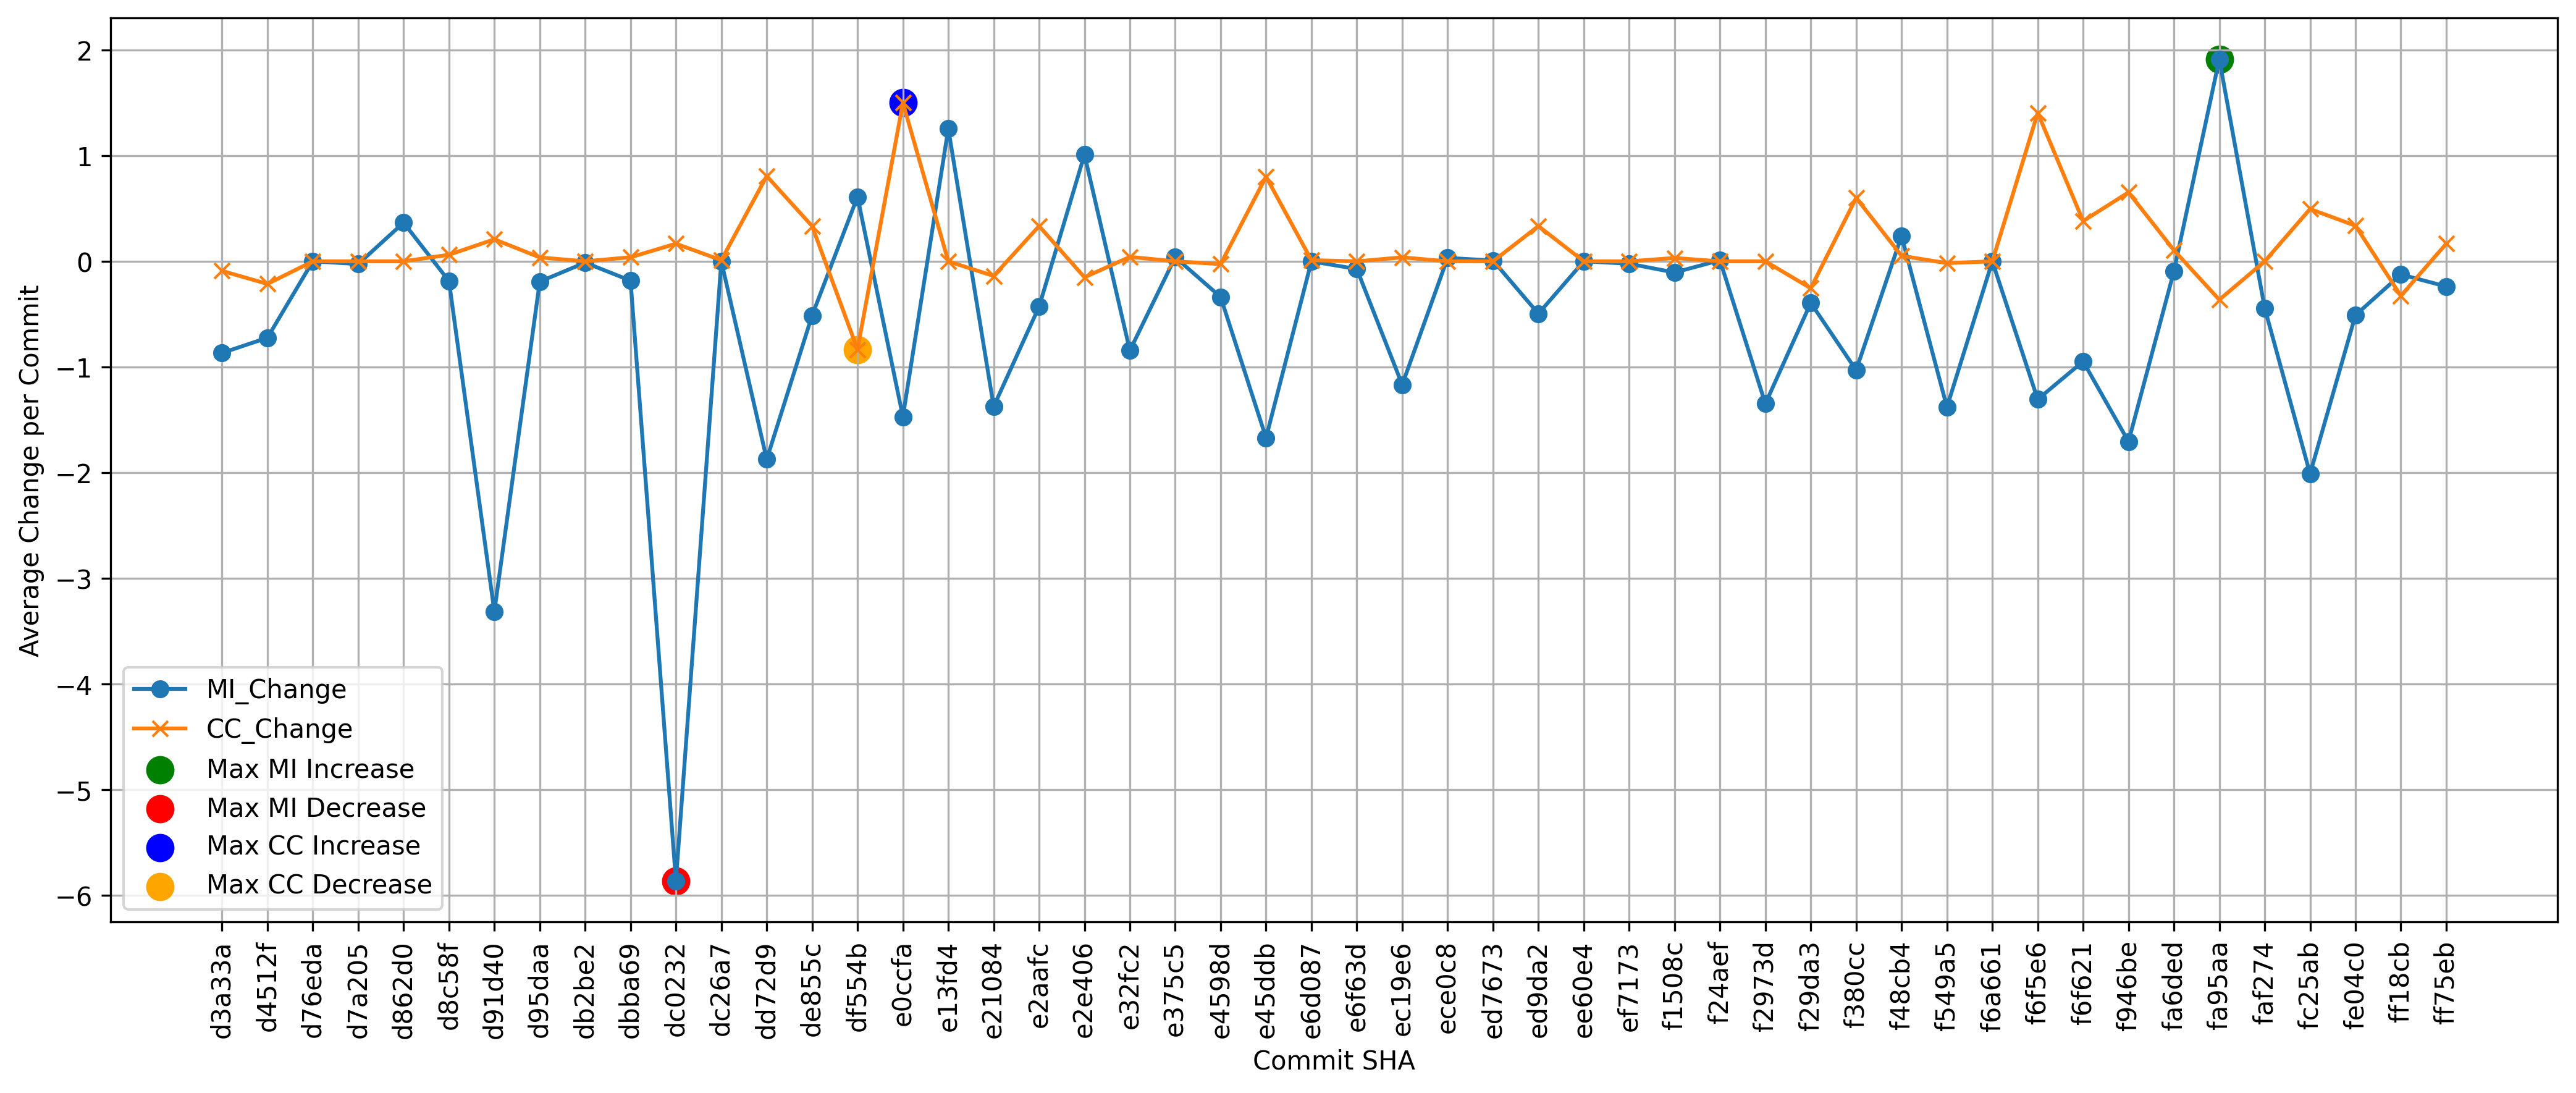 2
1
0
−1
−2
−3
−4
−5
−6
Average Change per Commit
MI_Change
CC_Change
Max MI Increase
Max MI Decrease
Max CC Increase
Max CC Decrease
d3a33a
d4512f
d76eda
d7a205
d862d0
d8c58f
d91d40
d95daa
db2be2
dbba69
dc0232
dc26a7
dd72d9
de855c
df554b
e0ccfa
e13fd4
e21084
e2aafc
e2e406
e32fc2
e375c5
e4598d
e45ddb
e6d087
e6f63d
ec19e6
ece0c8
ed7673
ed9da2
ee60e4
ef7173
f1508c
f24aef
f2973d
f29da3
f380cc
f48cb4
f549a5
f6a661
f6f5e6
f6f621
f946be
fa6ded
fa95aa
faf274
fc25ab
fe04c0
ff18cb
ff75eb
Commit SHA